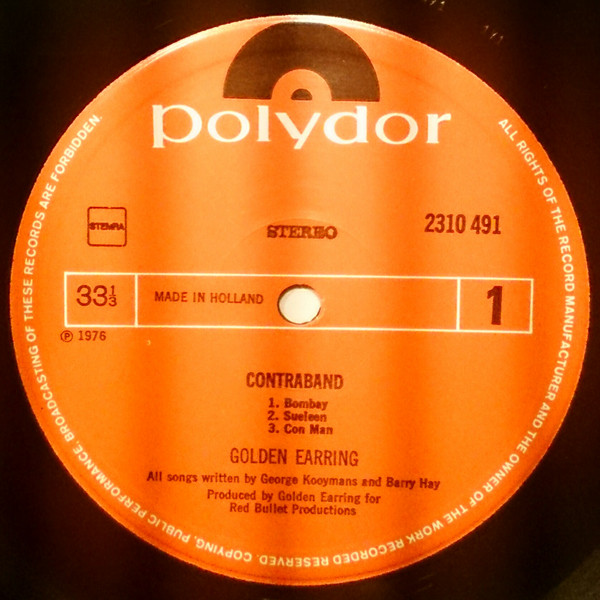 polydor
STEMRA
STEREO
2310 491
33 1/3
MADE IN HOLLAND
1
℗ 1976
CONTRABAND
1. Bombay
2. Sueleen
3. Con Man
GOLDEN EARRING
All songs written by George Kooymans and Barry Hay
Produced by Golden Earring for
Red Bullet Productions
ALL RIGHTS OF THE RECORD MANUFACTURER AND THE OWNER OF THE WORK RECORDED RESERVED. COPYING, PUBLIC PERFORMANCE, BROADCASTING OF THESE RECORDS ARE FORBIDDEN.